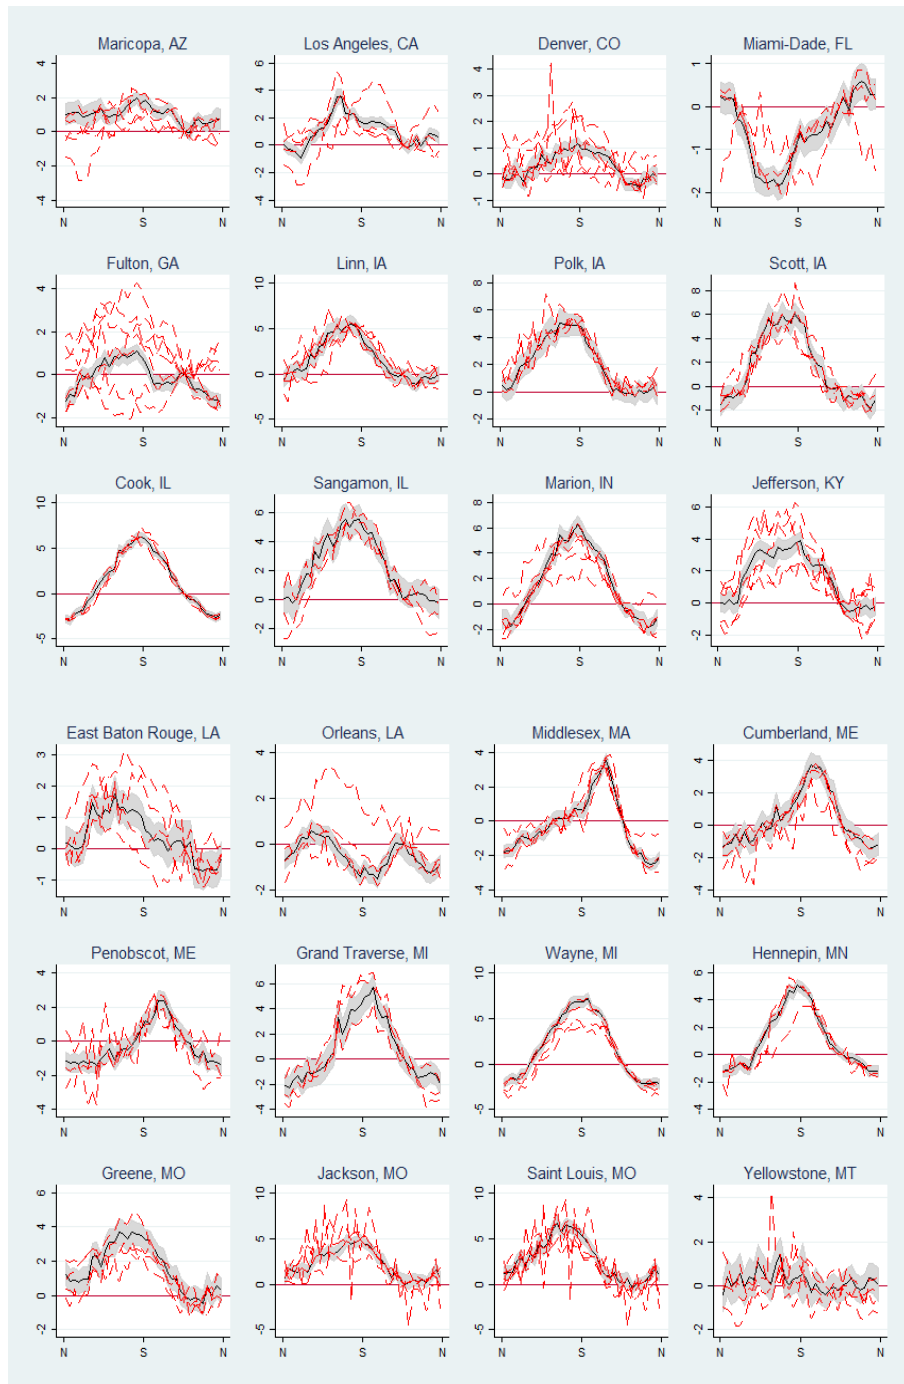 Maricopa, AZ Los Angeles, CA Denver, CO Miami-Dade, FL
4 2 0 -2 -4 N S N
6 4 2 0 -2 -4 N S N
4 3 2 1 0 -1 N S N
1 0 -1 -2 N S N
Fulton, GA Linn, IA Polk, IA Scott, IA
4 2 0 -2 N S N
10 5 0 -5 N S N
8 6 4 2 0 -2 N S N
8 6 4 2 0 -2 N S N
Cook, IL Sangamon, IL Marion, IN Jefferson, KY
10 5 0 -5 N S N
6 4 2 0 -2 N S N
8 6 4 2 0 -2 N S N
6 4 2 0 -2 N S N
East Baton Rouge, LA Orleans, LA Middlesex, MA Cumberland, ME
3 2 1 0 -1 N S N
4 2 0 -2 N S N
4 2 0 -2 -4 N S N
4 2 0 -2 -4 N S N
Penobscot, ME Grand Traverse, MI Wayne, MI Hennepin, MN
4 2 0 -2 -4 N S N
6 4 2 0 -2 -4 N S N
10 5 0 -5 N S N
6 4 2 0 -2 -4 N S N
Greene, MO Jackson, MO Saint Louis, MO Yellowstone, MT
6 4 2 0 -2 N S N
10 5 0 -5 N S N
10 5 0 -5 N S N
4 2 0 -2 N S N